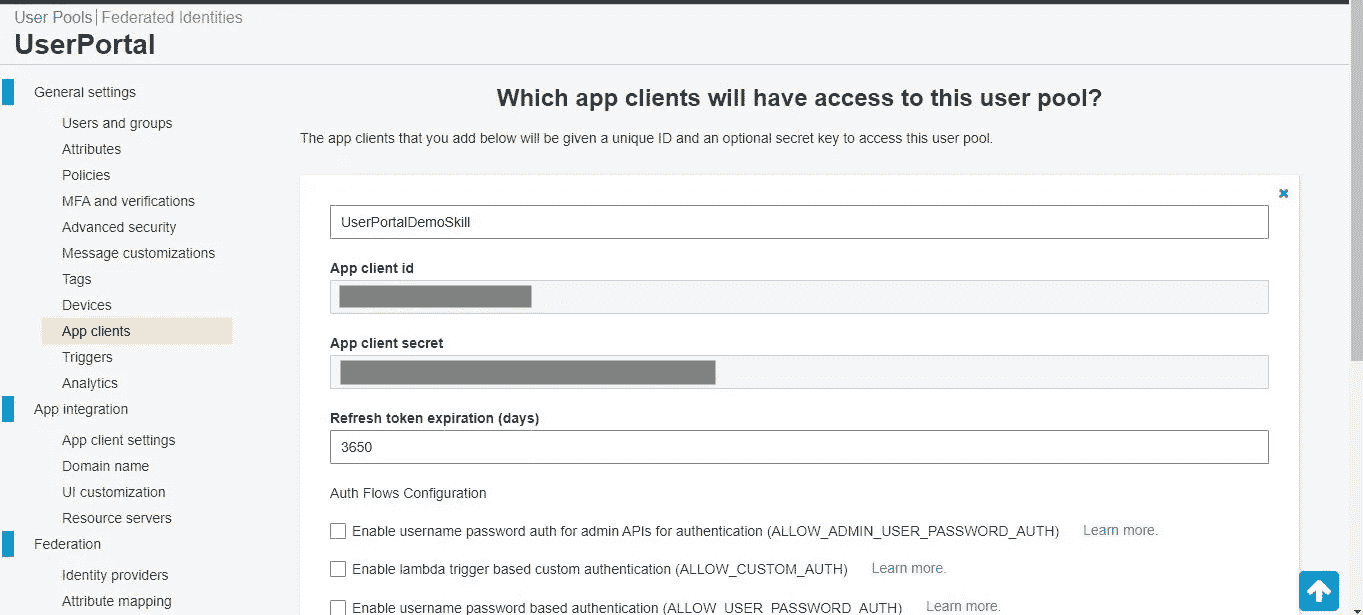 User Pools | Federated Identities
UserPortal
General settings
Users and groups
Attributes
Policies
MFA and verifications
Advanced security
Message customizations
Tags
Devices
App clients
Triggers
Analytics
App integration
App client settings
Domain name
UI customization
Resource servers
Federation
Identity providers
Attribute mapping
Which app clients will have access to this user pool?
The app clients that you add below will be given a unique ID and an optional secret key to access this user pool.
UserPortalDemoSkill
App client id
App client secret
Refresh token expiration (days)
3650
Auth Flows Configuration
Enable username password auth for admin APIs for authentication (ALLOW_ADMIN_USER_PASSWORD_AUTH) Learn more.
Enable lambda trigger based custom authentication (ALLOW_CUSTOM_AUTH) Learn more.
Enable username password based authentication (ALLOW_USER_PASSWORD_AUTH) Learn more.